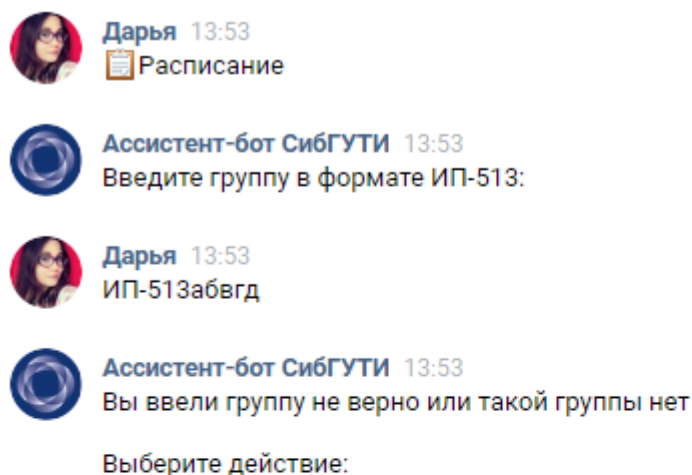 Дарья 13:53
📋Расписание
Ассистент-бот СибГУТИ 13:53
Введите группу в формате ИП-513:
Дарья 13:53
ИП-513абвгд
Ассистент-бот СибГУТИ 13:53
Вы ввели группу не верно или такой группы нет
Выберите действие: